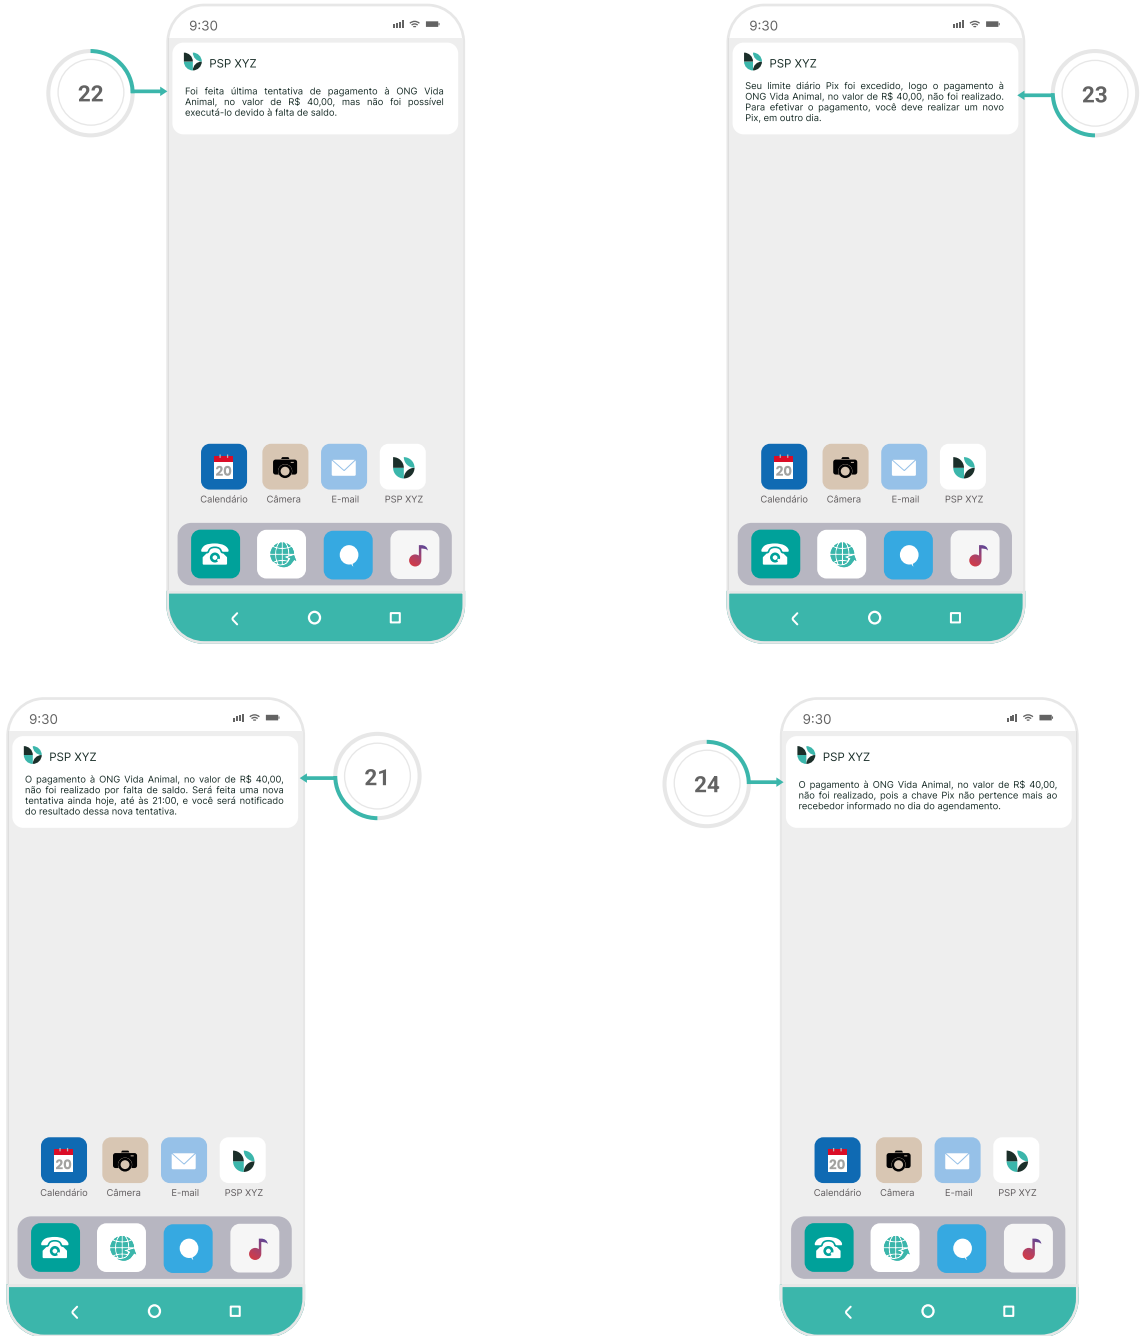 9:30
PSP XYZ
Foi feita última tentativa de pagamento à ONG Vida
Animal, no valor de R$ 40,00, mas não foi possível
executá-lo devido à falta de saldo.
22
20
Calendário
Câmera
E-mail
PSP XYZ
9:30
PSP XYZ
Seu limite diário Pix foi excedido, logo o pagamento à
ONG Vida Animal, no valor de R$ 40,00, não foi realizado.
Para efetivar o pagamento, você deve realizar um novo
Pix, em outro dia.
23
20
Calendário
Câmera
E-mail
PSP XYZ
9:30
PSP XYZ
O pagamento à ONG Vida Animal, no valor de R$ 40,00,
não foi realizado por falta de saldo. Será feita uma nova
tentativa ainda hoje, até às 21:00, e você será notificado
do resultado dessa nova tentativa.
21
20
Calendário
Câmera
E-mail
PSP XYZ
9:30
PSP XYZ
O pagamento à ONG Vida Animal, no valor de R$ 40,00,
não foi realizado, pois a chave Pix não pertence mais ao
recebedor informado no dia do agendamento.
24
20
Calendário
Câmera
E-mail
PSP XYZ